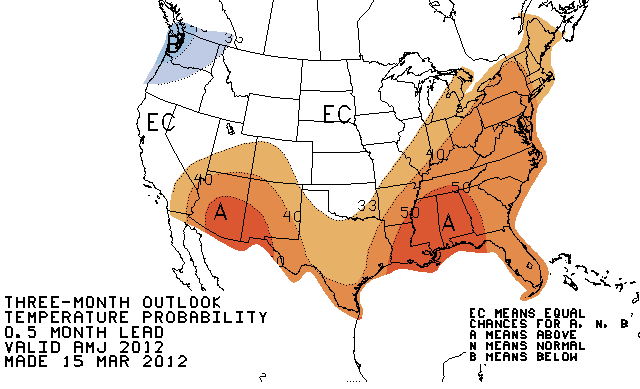 B
33
EC
EC
40
40
50
33
A
40
50
A
THREE-MONTH OUTLOOK
TEMPERATURE PROBABILITY
0.5 MONTH LEAD
VALID AMJ 2012
MADE 15 MAR 2012
EC MEANS EQUAL
CHANCES FOR A, N, B
A MEANS ABOVE
N MEANS NORMAL
B MEANS BELOW